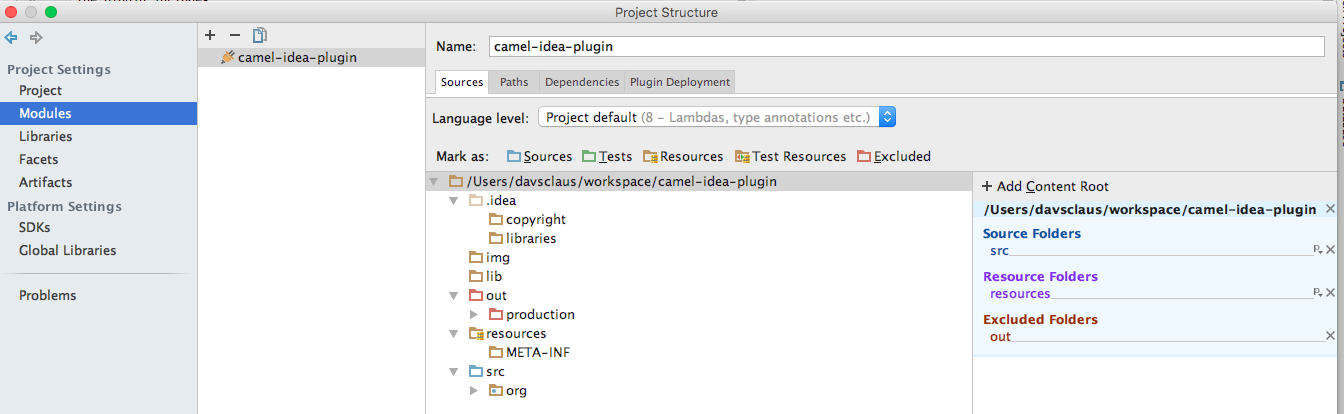 Project Structure
Project Settings
Project
Modules
Libraries
Facets
Artifacts
Platform Settings
SDKs
Global Libraries
Problems
camel-idea-plugin
Name: camel-idea-plugin
Sources Paths Dependencies Plugin Deployment
Language level: Project default (8 – Lambdas, type annotations etc.)
Mark as: Sources Tests Resources Test Resources Excluded
/Users/davsclaus/workspace/camel-idea-plugin
.idea
copyright
libraries
img
lib
out
production
resources
META-INF
src
org
+ Add Content Root
/Users/davsclaus/workspace/camel-idea-plugin
Source Folders
src
Resource Folders
resources
Excluded Folders
out